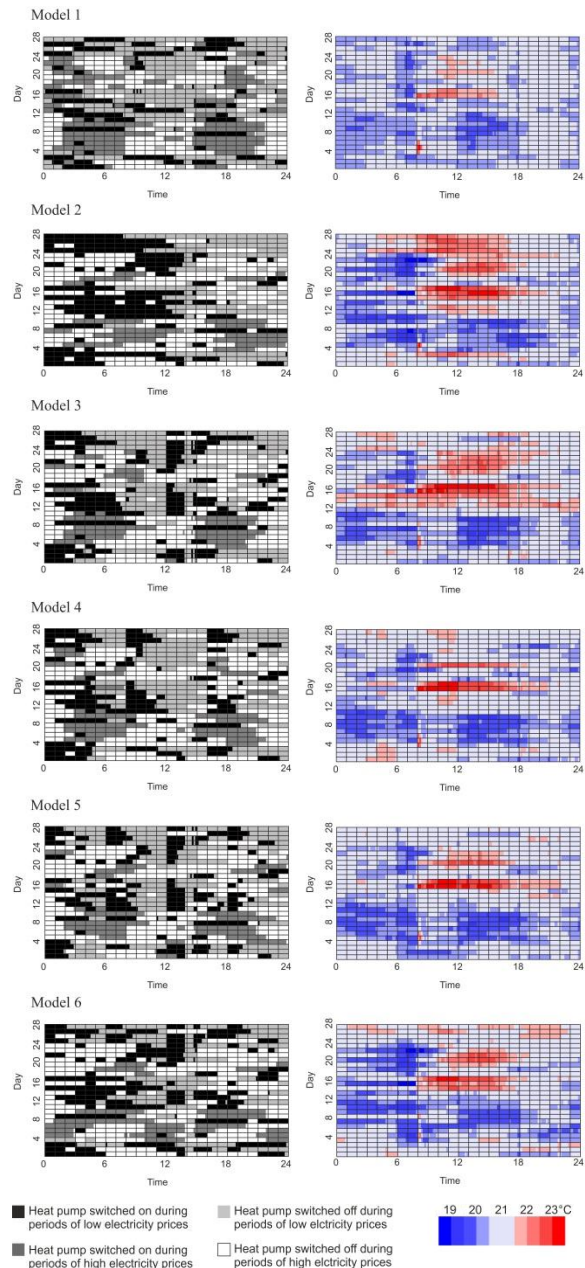 Model 1
Day
28
24
20
16
12
8
4
0 6 12 18 24
Time
Day
28
24
20
16
12
8
4
0 6 12 18 24
Time
Model 2
Day
28
24
20
16
12
8
4
0 6 12 18 24
Time
Day
28
24
20
16
12
8
4
0 6 12 18 24
Time
Model 3
Day
28
24
20
16
12
8
4
0 6 12 18 24
Time
Day
28
24
20
16
12
8
4
0 6 12 18 24
Time
Model 4
Day
28
24
20
16
12
8
4
0 6 12 18 24
Time
Day
28
24
20
16
12
8
4
0 6 12 18 24
Time
Model 5
Day
28
24
20
16
12
8
4
0 6 12 18 24
Time
Day
28
24
20
16
12
8
4
0 6 12 18 24
Time
Model 6
Day
28
24
20
16
12
8
4
0 6 12 18 24
Time
Day
28
24
20
16
12
8
4
0 6 12 18 24
Time
Heat pump switched on during
periods of low elctricity prices
Heat pump switched off during
periods of low elctricity prices
Heat pump switched on during
periods of high elctricity prices
Heat pump switched off during
periods of high elctricity prices
19 20 21 22 23°C